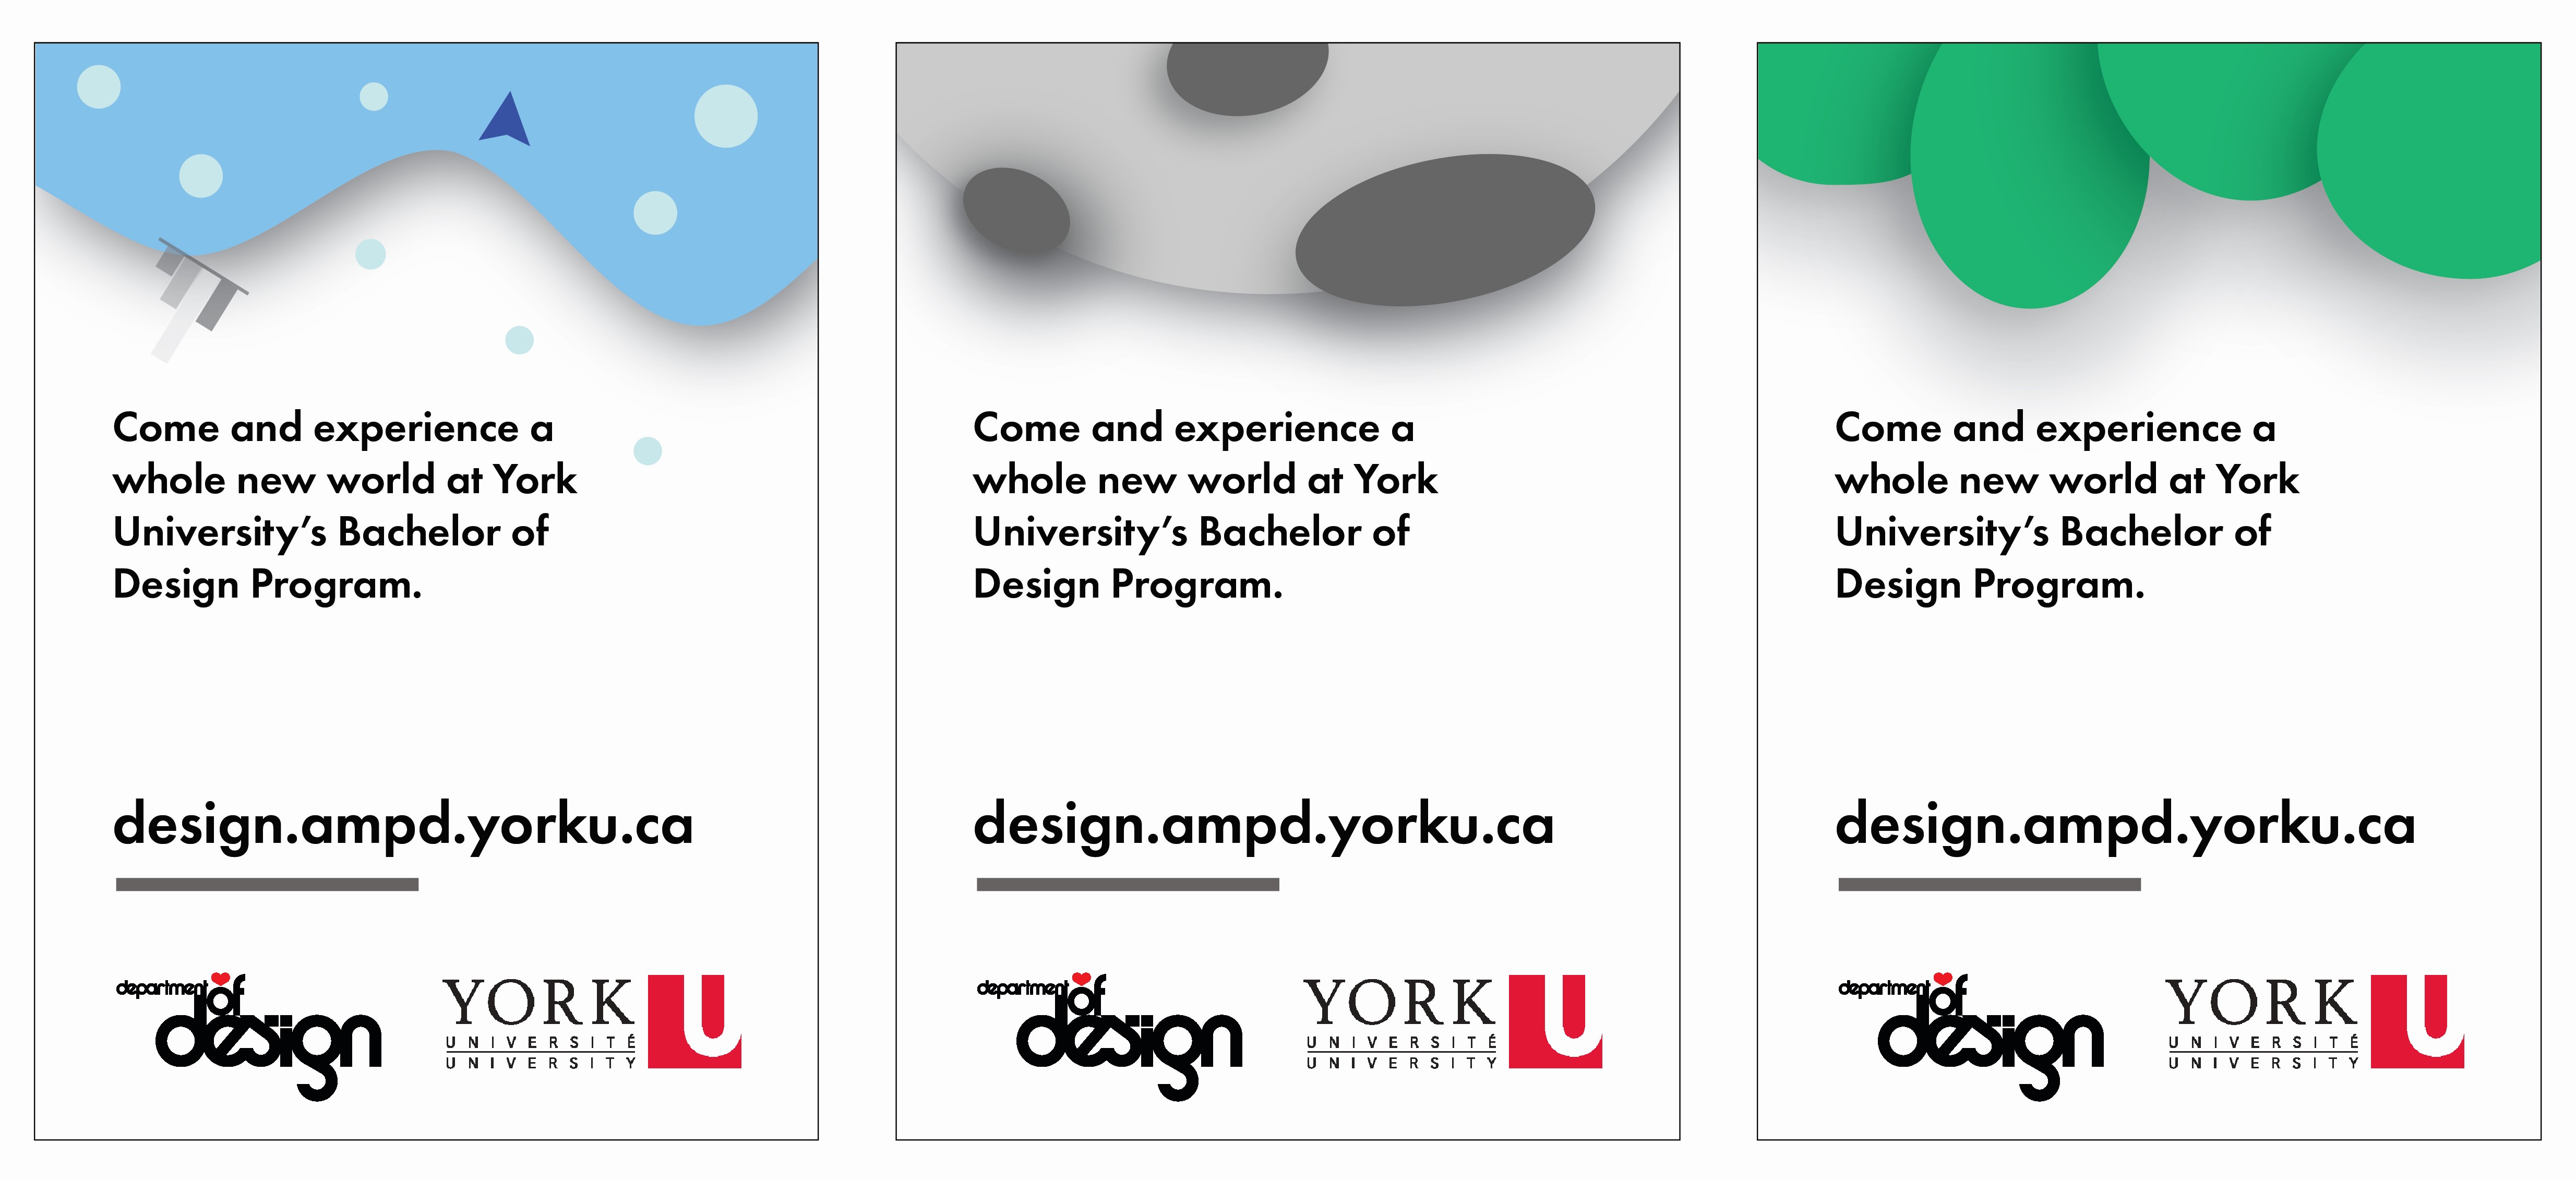 Come and experience a
whole new world at York
University’s Bachelor of
Design Program.
design.ampd.yorku.ca
department of
design
YORK
UNIVERSITÉ
UNIVERSITY
U
Come and experience a
whole new world at York
University’s Bachelor of
Design Program.
design.ampd.yorku.ca
department of
design
YORK
UNIVERSITÉ
UNIVERSITY
U
Come and experience a
whole new world at York
University’s Bachelor of
Design Program.
design.ampd.yorku.ca
department of
design
YORK
UNIVERSITÉ
UNIVERSITY
U